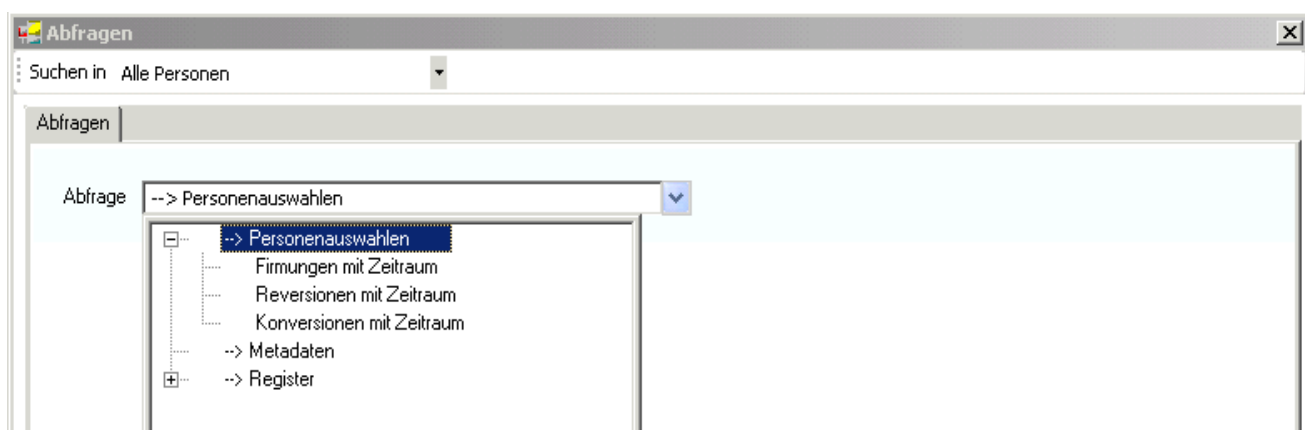 Abfragen
Suchen in Alle Personen
Abfragen
Abfrage --> Personenauswahlen
--> Personenauswahlen
Firmungen mit Zeitraum
Reversionen mit Zeitraum
Konversionen mit Zeitraum
--> Metadaten
--> Register